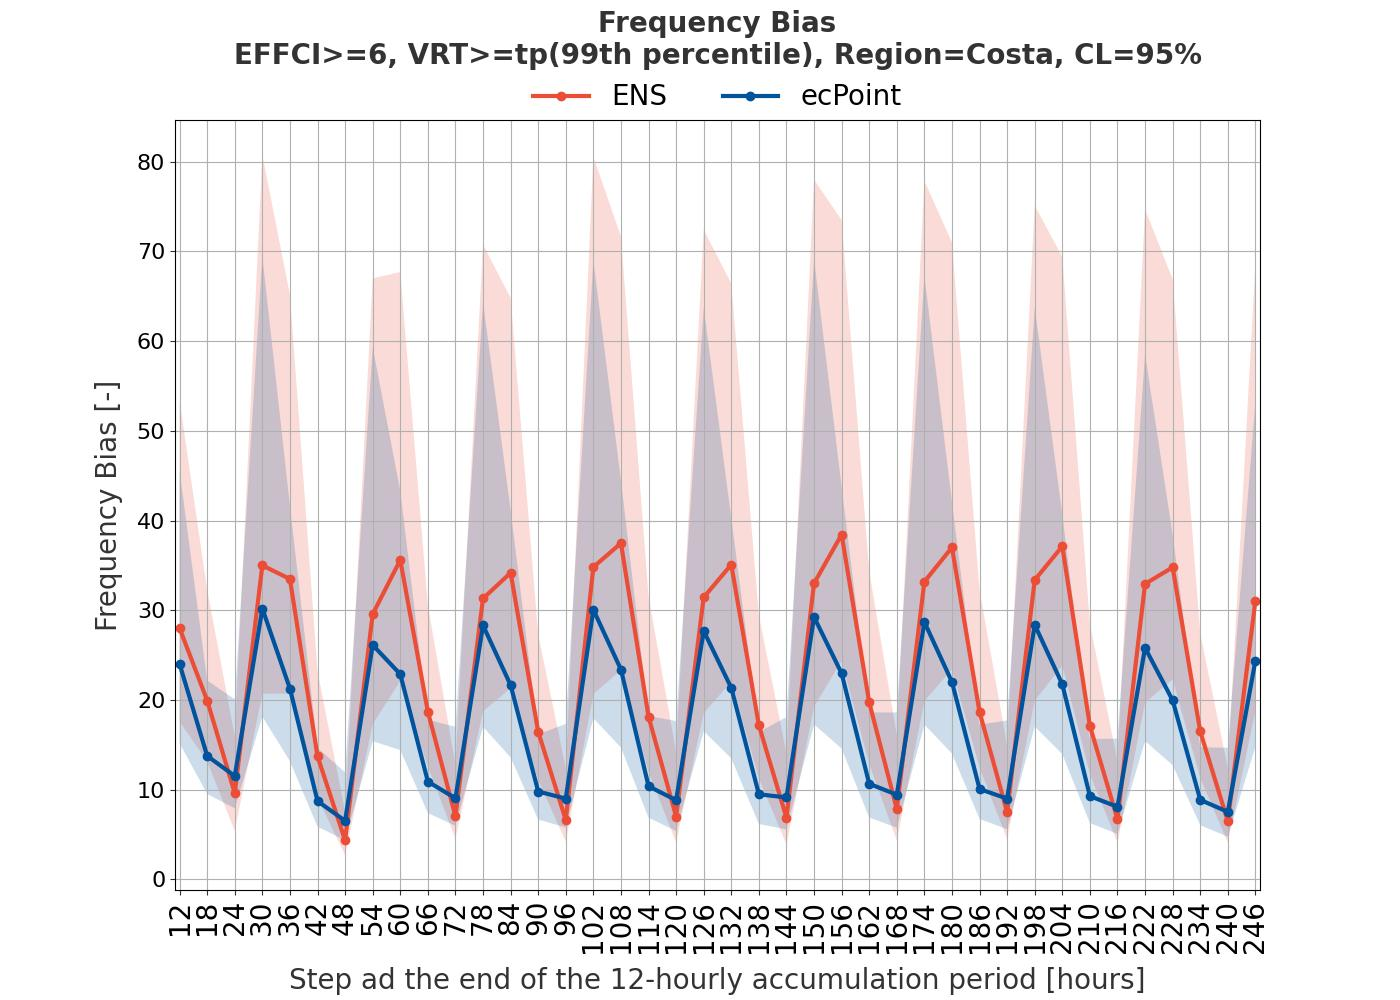 Frequency Bias
EFFCI>=6, VRT>=tp(99th percentile), Region=Costa, CL=95%
ENS ecPoint
80
70
60
50
40
30
20
10
0
Frequency Bias [-]
12 18 24 30 36 42 48 54 60 66 72 78 84 90 96 102 108 114 120 126 132 138 144 150 156 162 168 174 180 186 192 198 204 210 216 222 228 234 240 246
Step ad the end of the 12-hourly accumulation period [hours]